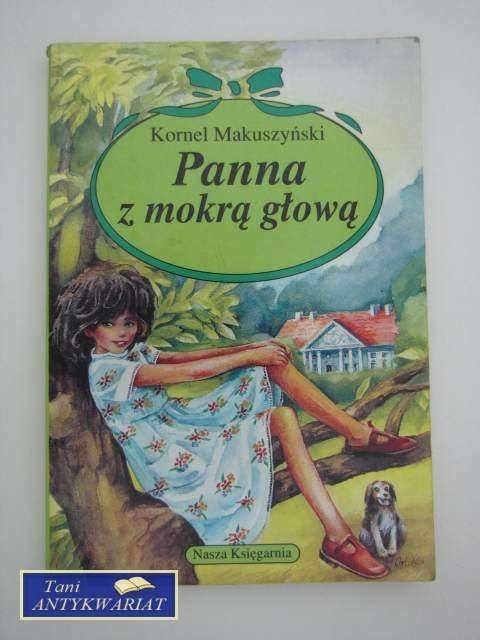 Kornel Makuszyński
Panna
z mokrą głową
Nasza Księgarnia
Tani
ANTYKWARIAT